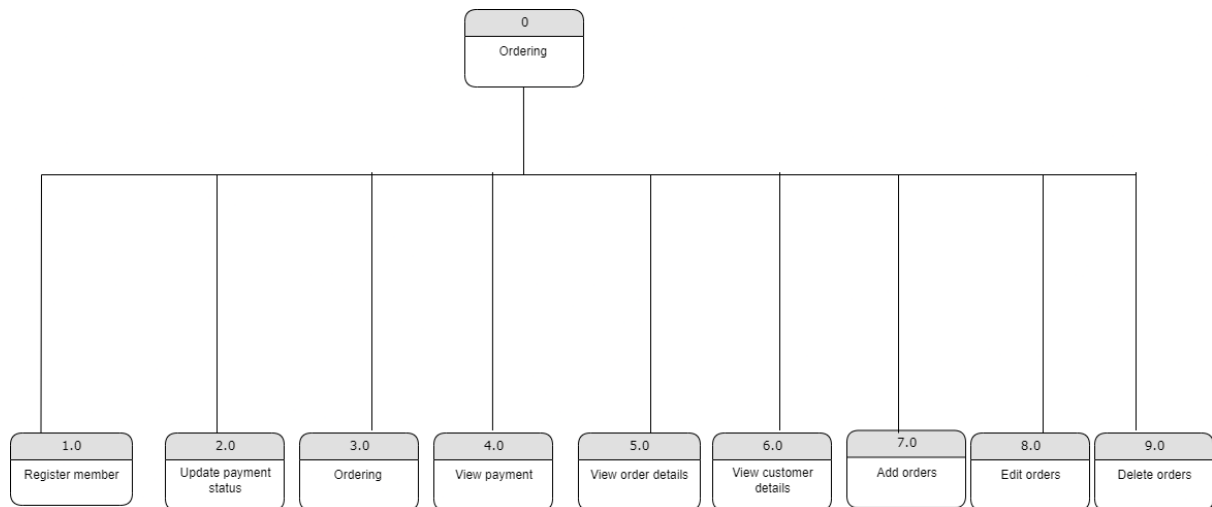 0
Ordering
1.0
Register member
2.0
Update payment
status
3.0
Ordering
4.0
View payment
5.0
View order details
6.0
View customer
details
7.0
Add orders
8.0
Edit orders
9.0
Delete orders